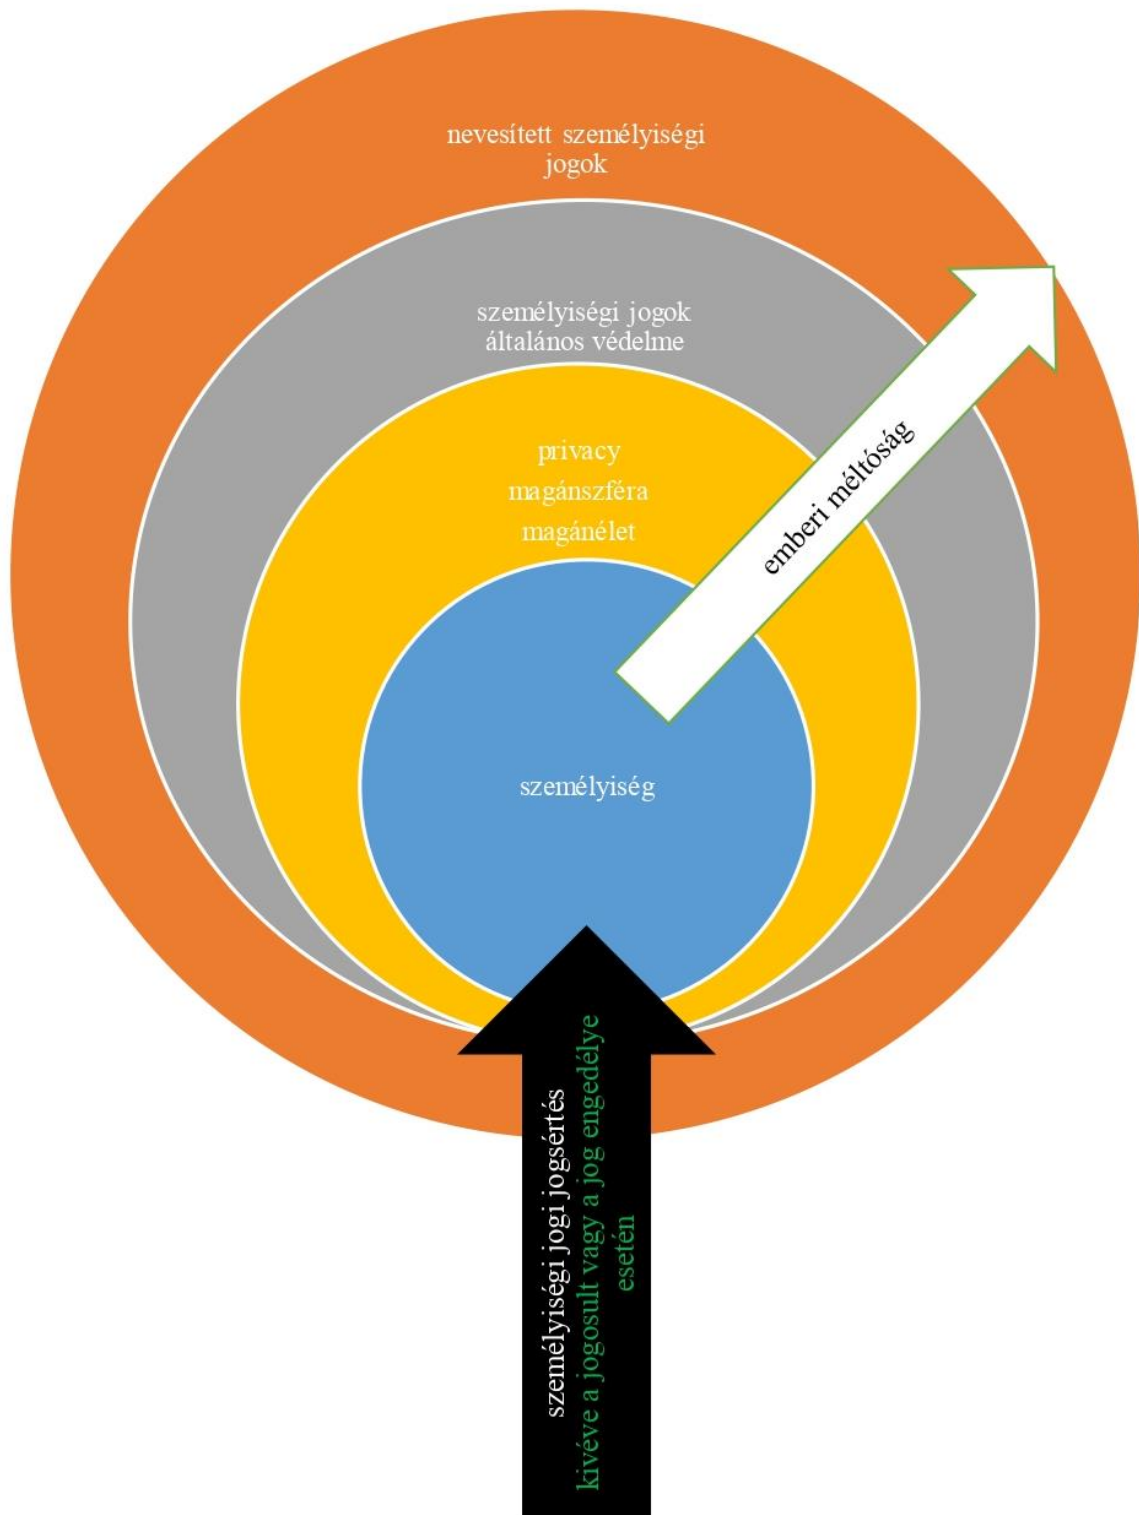 nevesített személyiségi
jogok
személyiségi jogok
általános védelme
privacy
magánszféra
magánélet
emberi méltóság
személyiség
személyiségi jogi jogsértés
kivéve a jogosult vagy a jog engedélye
esetén